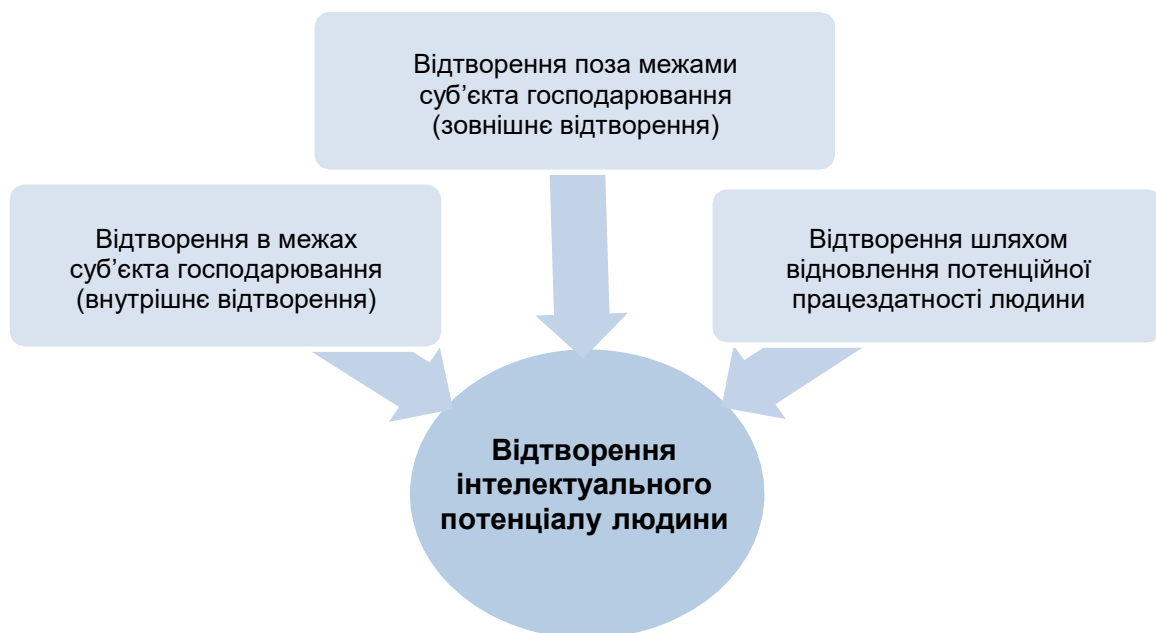 Відтворення поза межами
суб’єкта господарювання
(зовнішнє відтворення)
Відтворення в межах
суб’єкта господарювання
(внутрішнє відтворення)
Відтворення шляхом
відновлення потенційної
працездатності людини
Відтворення
інтелектуального
потенціалу людини